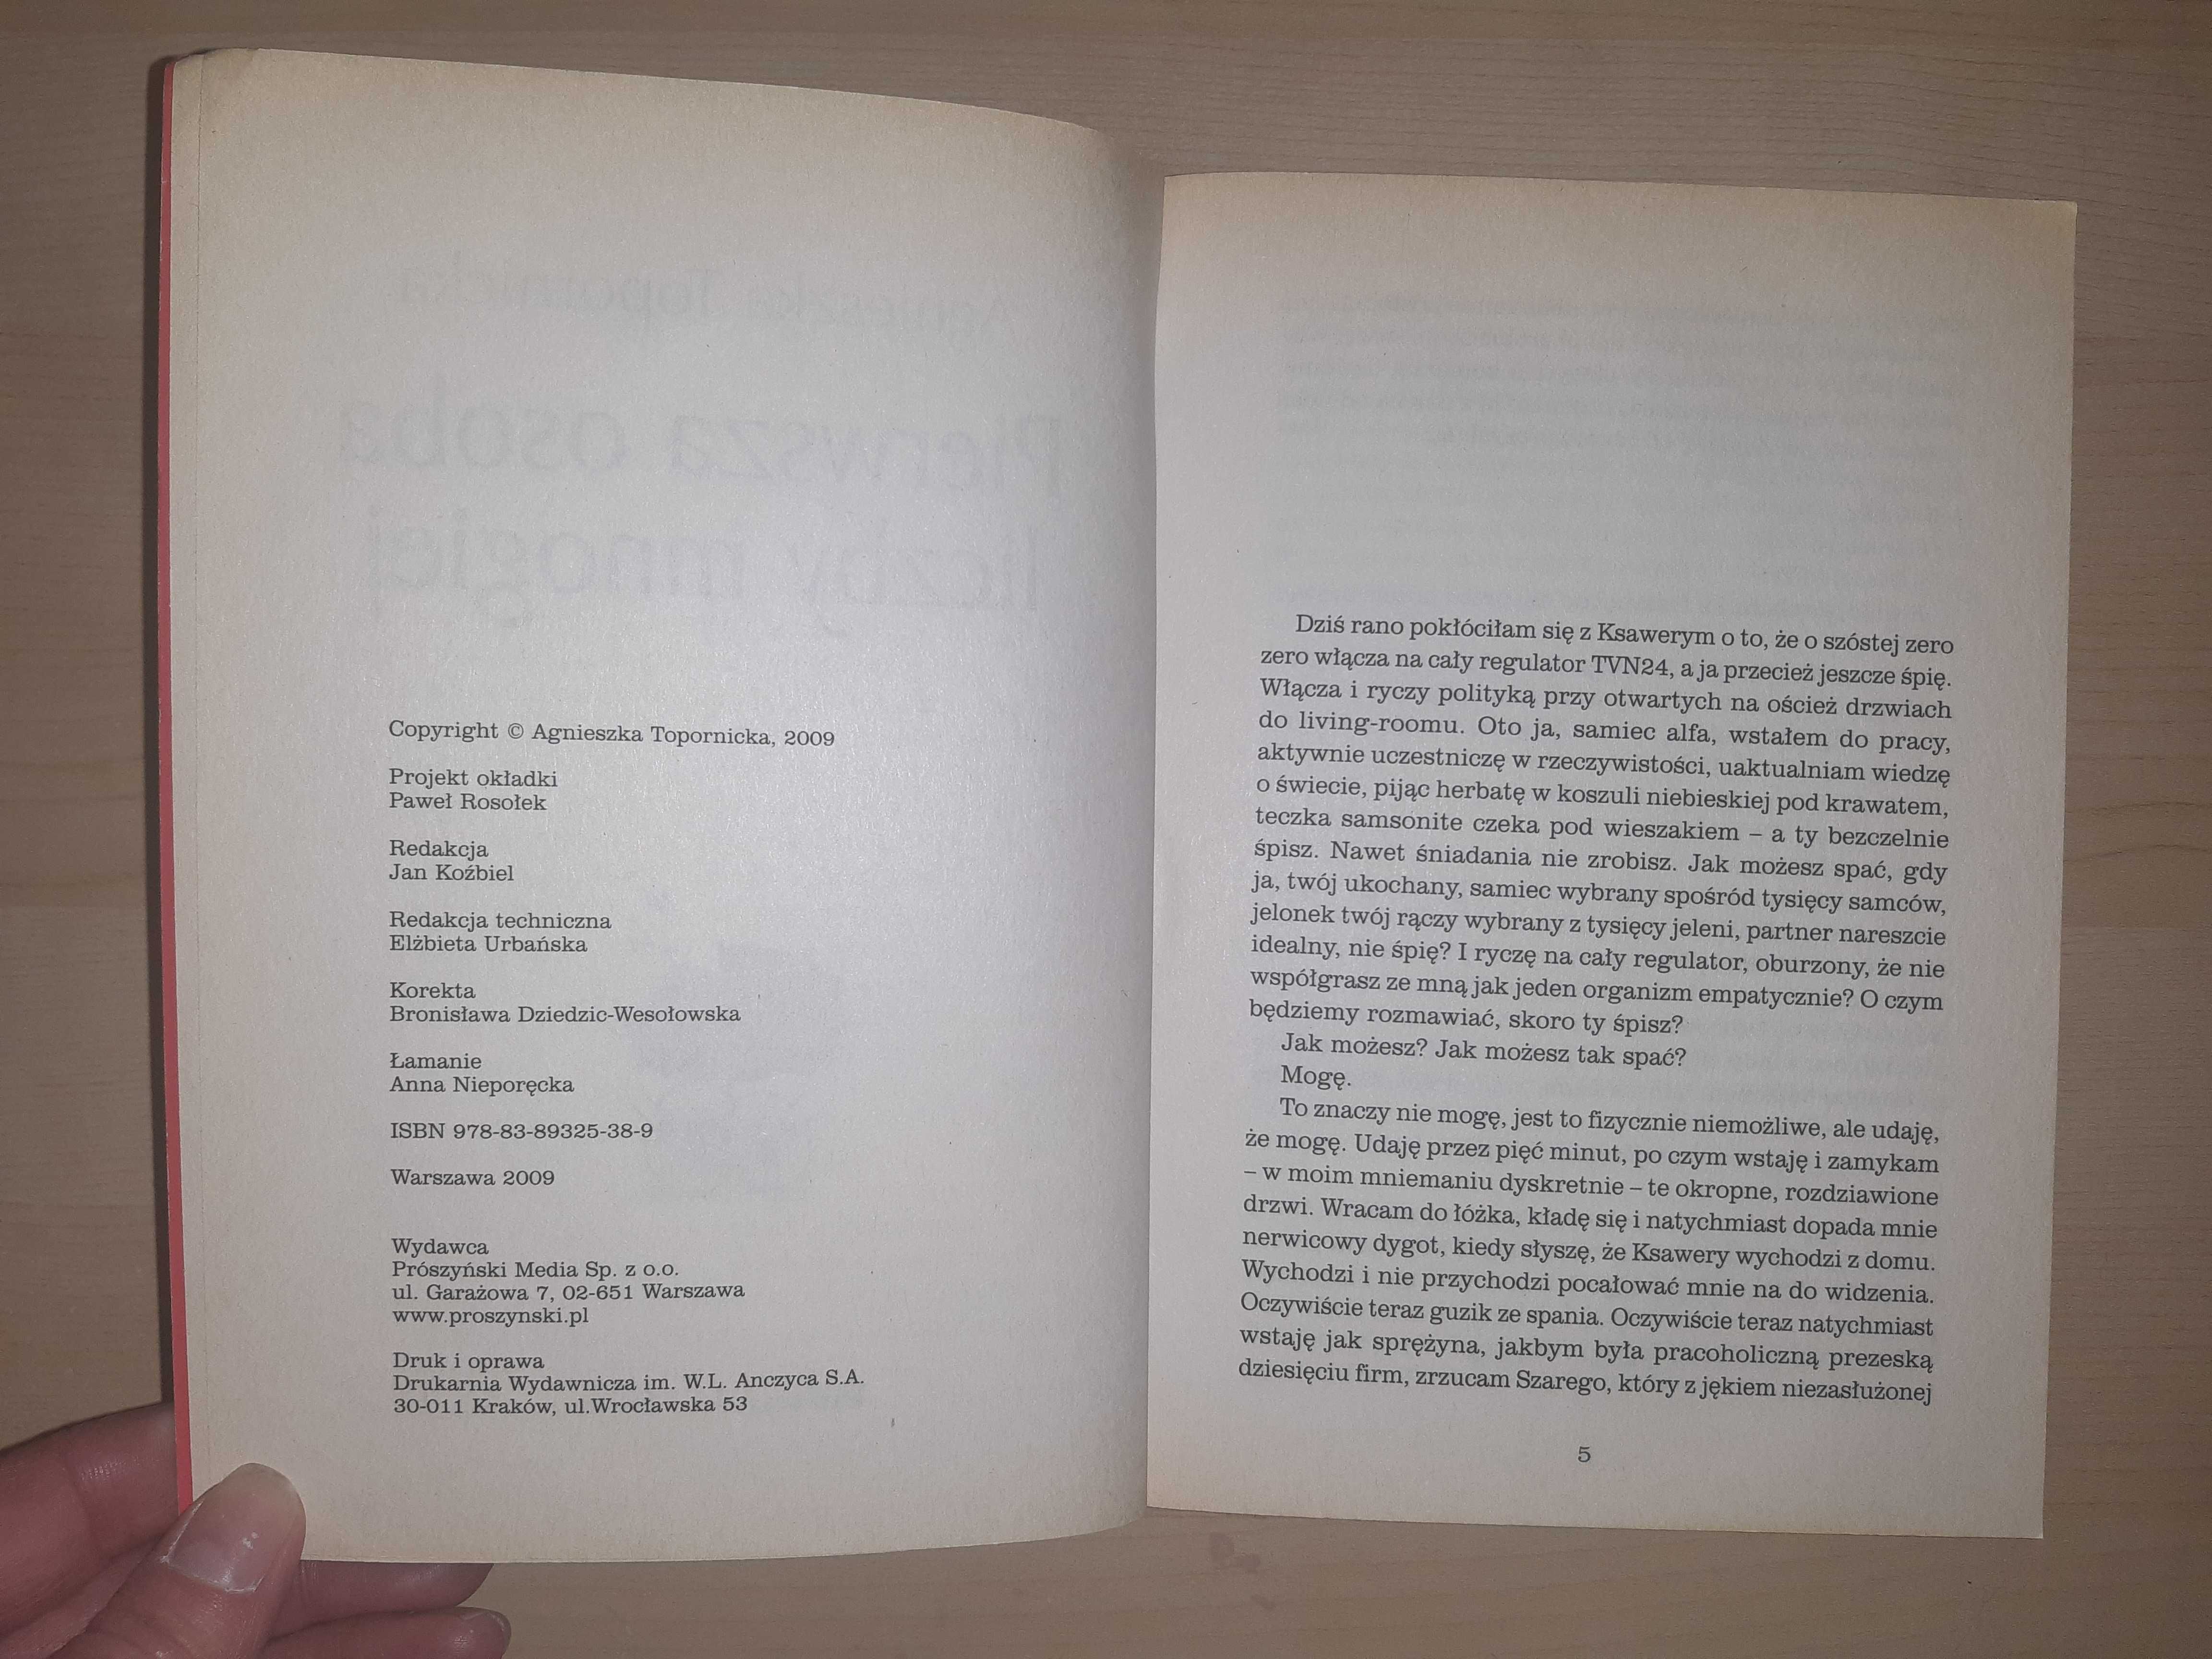 Copyright © Agnieszka Topornicka, 2009
Projekt okładki
Paweł Rosołek
Redakcja
Jan Koźbiel
Redakcja techniczna
Elżbieta Urbańska
Korekta
Bronisława Dziedzic-Wesołowska
Łamanie
Anna Nieporęcka
ISBN 978-83-89325-38-9
Warszawa 2009
Wydawca
Prószyński Media Sp. z o.o.
ul. Garażowa 7, 02-651 Warszawa
www.proszynski.pl
Druk i oprawa
Drukarnia Wydawnicza im. W.L. Anczyca S.A.
30-011 Kraków, ul.Wrocławska 53
Dziś rano pokłóciłam się z Ksawerym o to, że o szóstej zero
zero włącza na cały regulator TVN24, a ja przecież jeszcze śpię.
Włącza i ryczy polityką przy otwartych na oścież drzwiach
do living-roomu. Oto ja, samiec alfa, wstałem do pracy,
aktywnie uczestniczę w rzeczywistości, uaktualniam wiedzę
o świecie, pijąc herbatę w koszuli niebieskiej pod krawatem,
teczka samsonite czeka pod wieszakiem – a ty bezczelnie
śpisz. Nawet śniadania nie zrobisz. Jak możesz spać, gdy
ja, twój ukochany, samiec wybrany spośród tysięcy samców,
jelonek twój rączy wybrany z tysięcy jeleni, partner nareszcie
idealny, nie śpię? I ryczę na cały regulator, oburzony, że nie
współgrasz ze mną jak jeden organizm empatycznie? O czym
będziemy rozmawiać, skoro ty śpisz?
Jak możesz? Jak możesz tak spać?
Mogę.
To znaczy nie mogę, jest to fizycznie niemożliwe, ale udaję,
że mogę. Udaję przez pięć minut, po czym wstaję i zamykam
– w moim mniemaniu dyskretnie – te okropne, rozdziawione
drzwi. Wracam do łóżka, kładę się i natychmiast dopada mnie
nerwicowy dygot, kiedy słyszę, że Ksawery wychodzi z domu.
Wychodzi i nie przychodzi pocałować mnie na do widzenia.
Oczywiście teraz guzik ze spania. Oczywiście teraz natychmiast
wstaję jak sprężyna, jakbym była pracoholiczną prezeską
dziesięciu firm, zrzucam Szarego, który z jękiem niezasłużonej
5